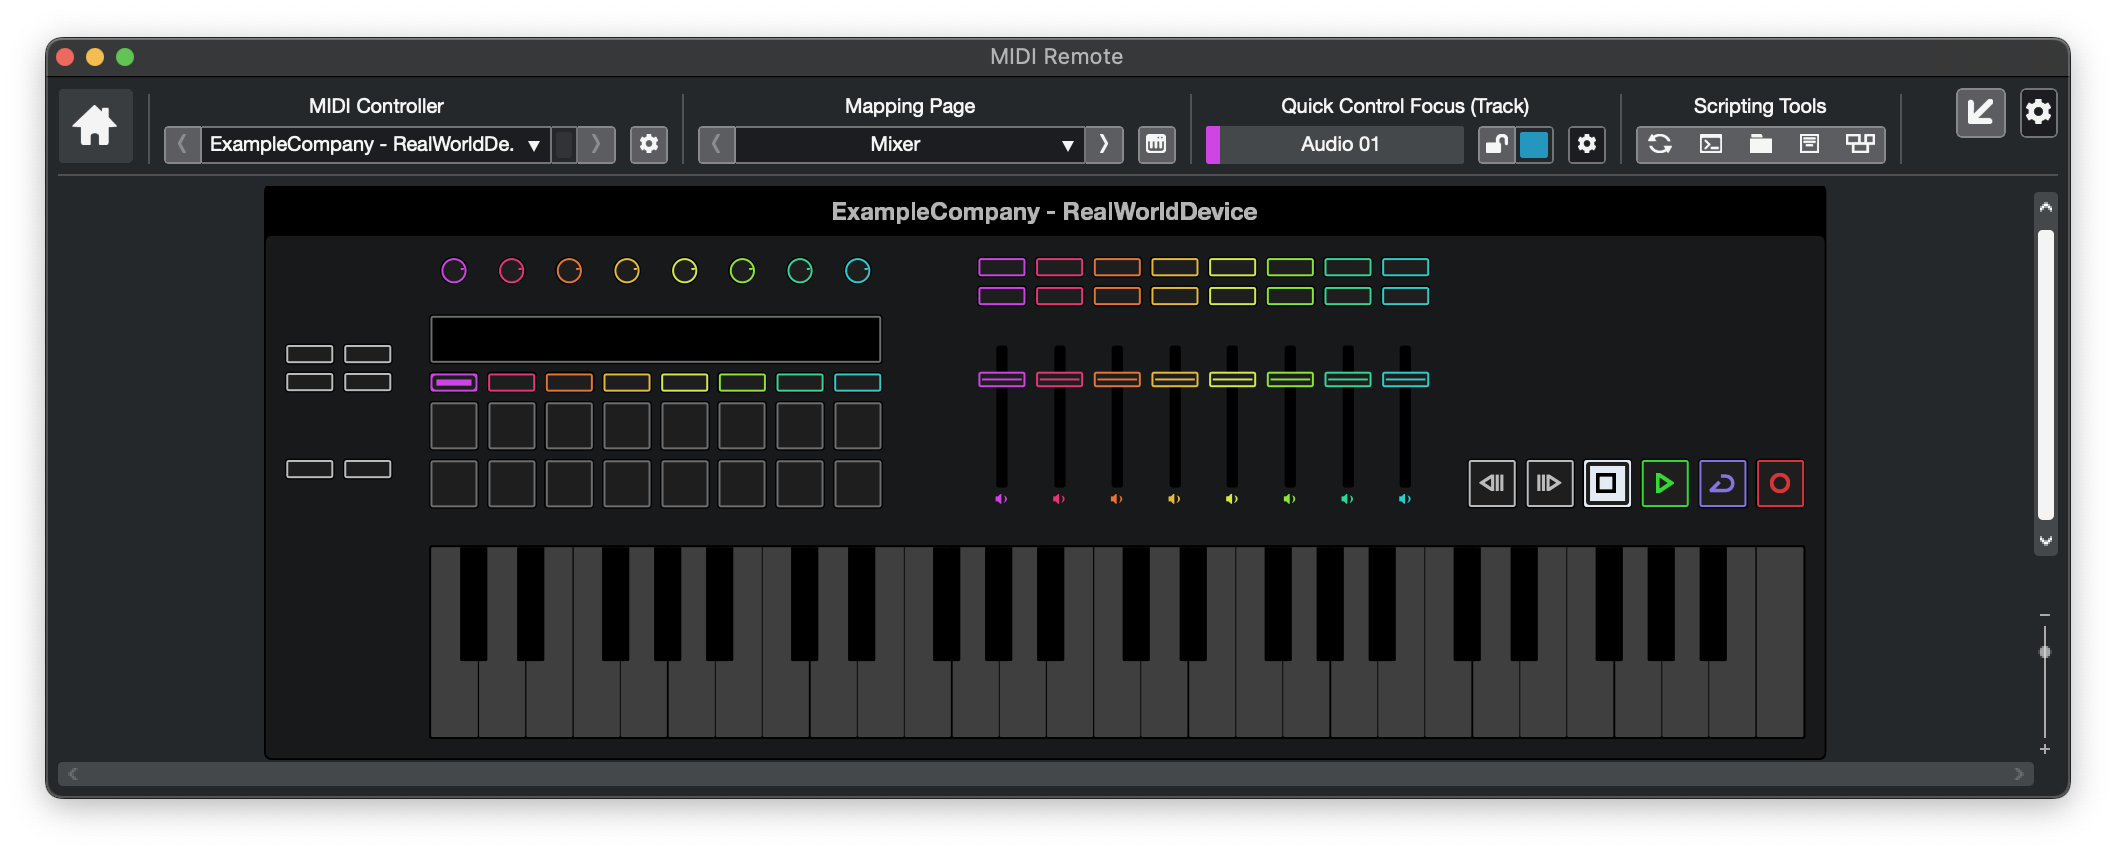 MIDI Remote
MIDI Controller
ExampleCompany - RealWorldDe.
Mapping Page
Mixer
Quick Control Focus (Track)
Audio 01
Scripting Tools
ExampleCompany - RealWorldDevice